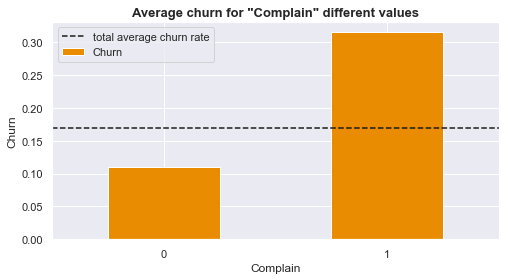 Average churn for "Complain" different values
total average churn rate
Churn
0.30
0.25
0.20
0.15
0.10
0.05
0.00
Churn
0
1
Complain